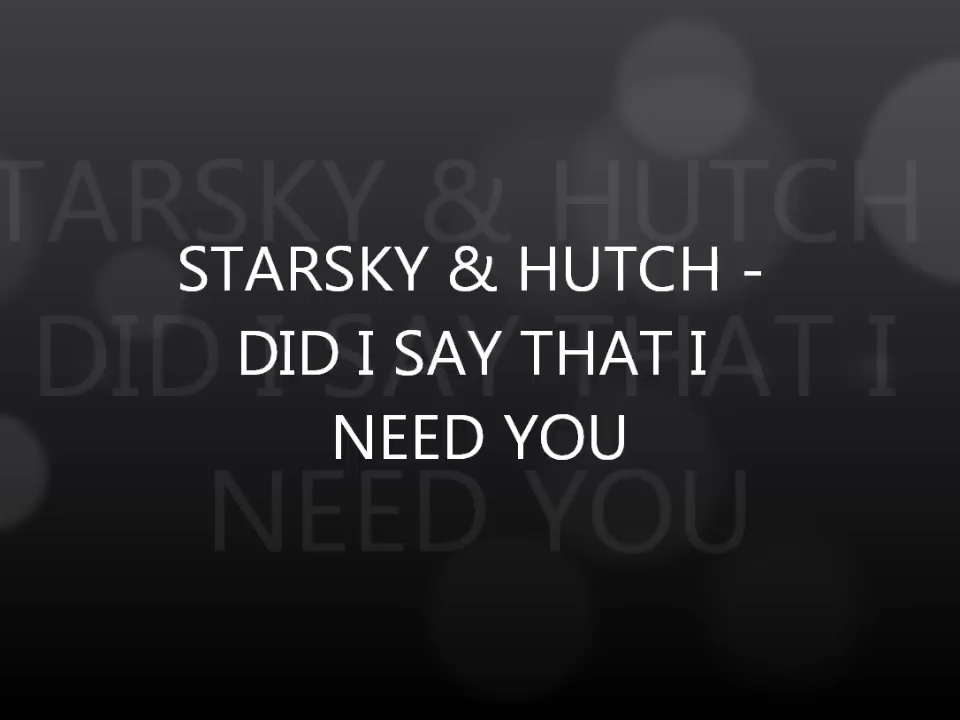 STARSKY & HUTCH -
DID I SAY THAT I
NEED YOU